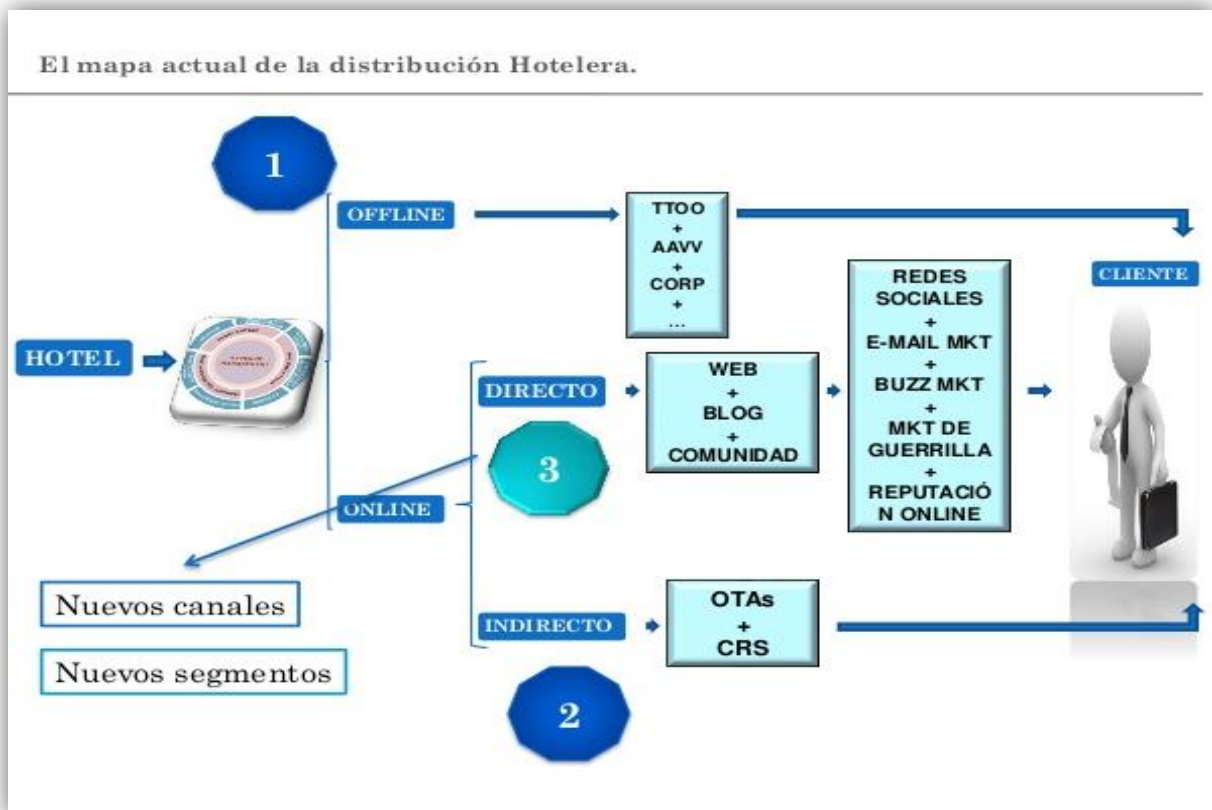 El mapa actual de la distribución Hotelera.
1
OFFLINE
TTOO
+
AAVV
+
CORP
+
...
CLIENTE
HOTEL
DIRECTO
WEB
+
BLOG
+
COMUNIDAD
REDES
SOCIALES
+
E-MAIL MKT
+
BUZZ MKT
+
MKT DE
GUERRILLA
+
REPUTACIÓ
N ONLINE
3
ONLINE
Nuevos canales
Nuevos segmentos
INDIRECTO
OTAs
+
CRS
2